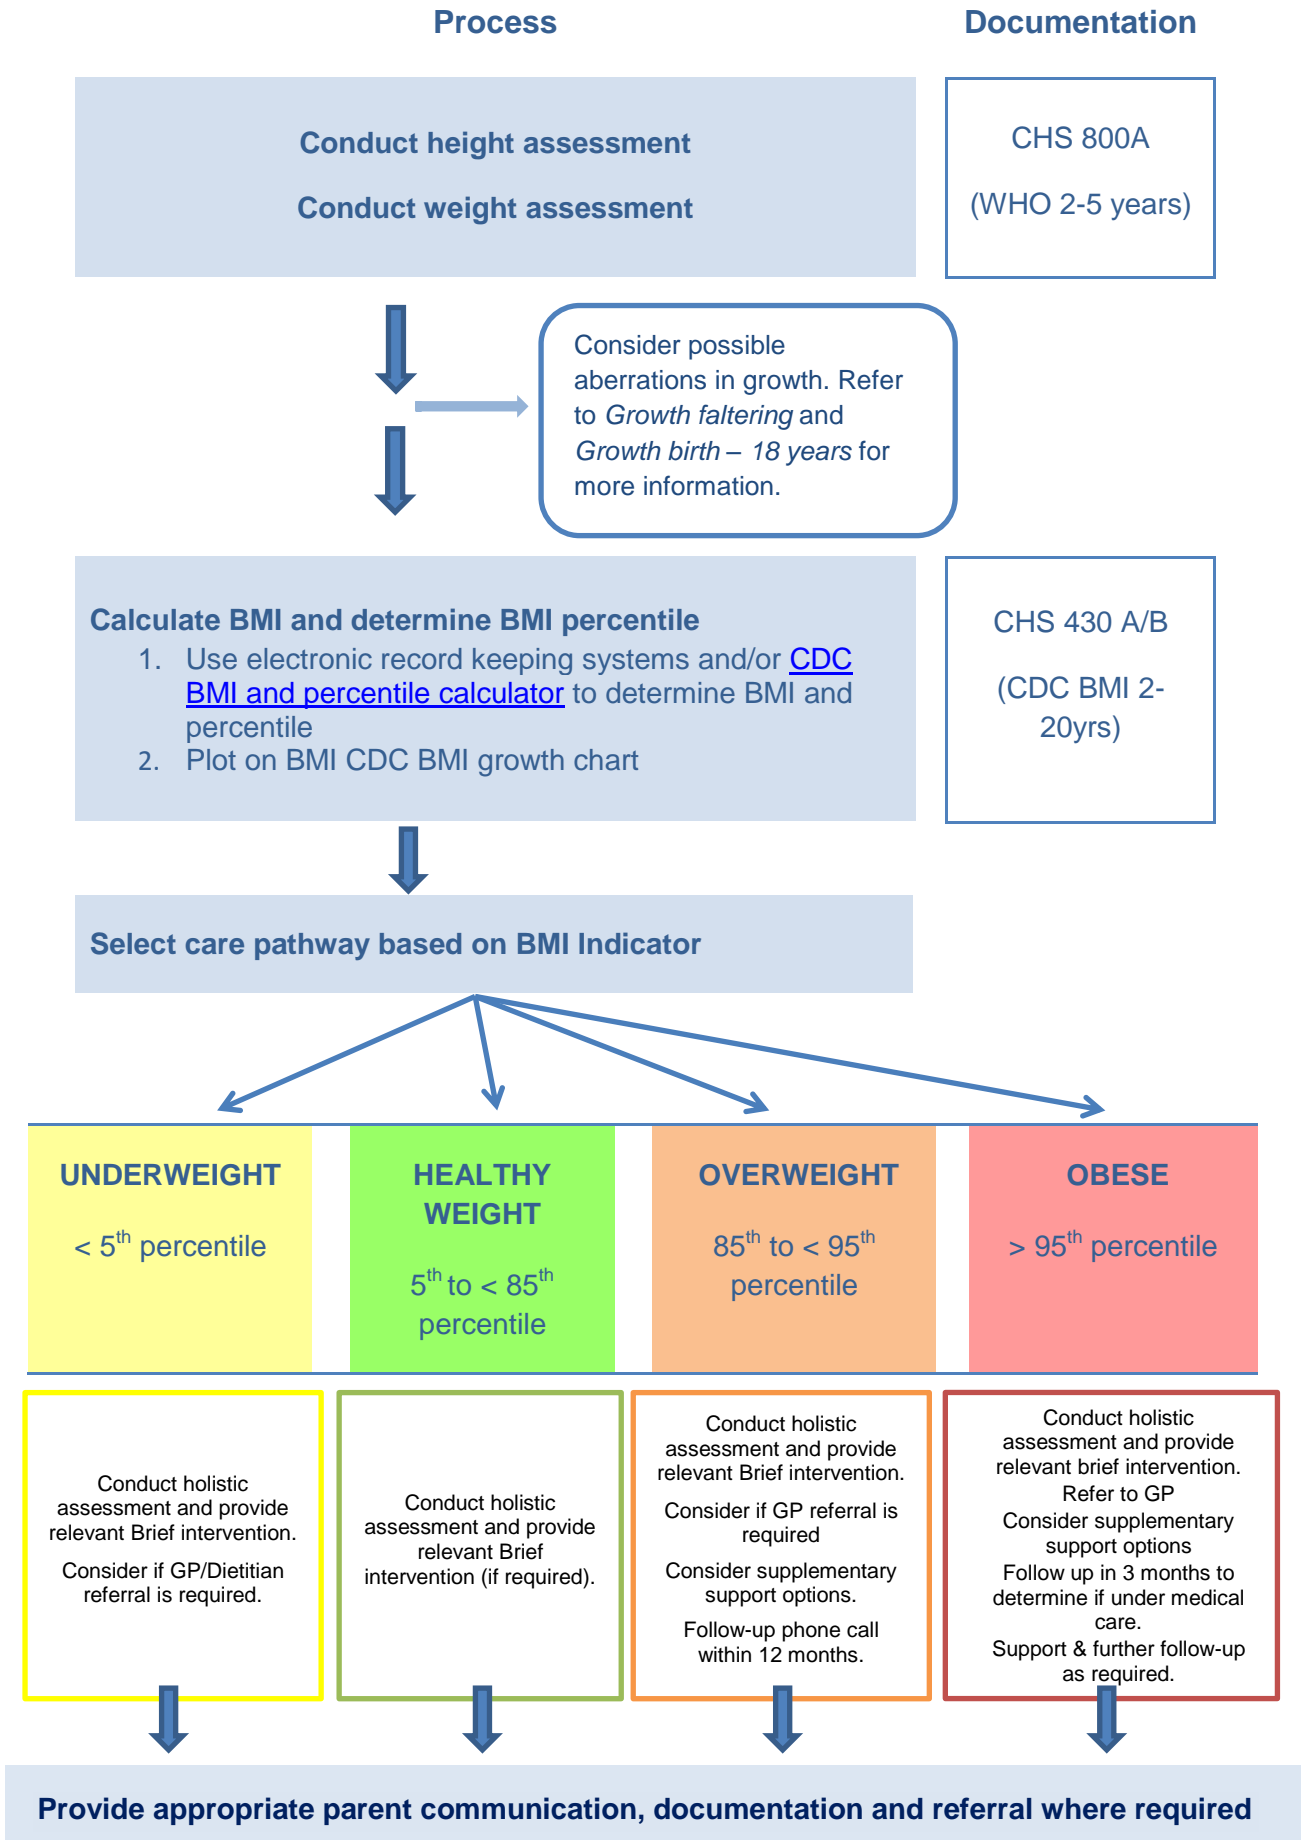 Process
Documentation
Conduct height assessment
Conduct weight assessment
CHS 800A
(WHO 2-5 years)
Consider possible
aberrations in growth. Refer
to Growth faltering and
Growth birth – 18 years for
more information.
Calculate BMI and determine BMI percentile
1. Use electronic record keeping systems and/or CDC
BMI and percentile calculator to determine BMI and
percentile
2. Plot on BMI CDC BMI growth chart
CHS 430 A/B
(CDC BMI 2-
20yrs)
Select care pathway based on BMI Indicator
UNDERWEIGHT
< 5th percentile
HEALTHY
WEIGHT
5th to < 85th
percentile
OVERWEIGHT
85th to < 95th
percentile
OBESE
> 95th percentile
Conduct holistic
assessment and provide
relevant Brief intervention.
Consider if GP/Dietitian
referral is required.
Conduct holistic
assessment and provide
relevant Brief
intervention (if required).
Conduct holistic
assessment and provide
relevant Brief intervention.
Consider if GP referral is
required
Consider supplementary
support options.
Follow-up phone call
within 12 months.
Conduct holistic
assessment and provide
relevant brief intervention.
Refer to GP
Consider supplementary
support options
Follow up in 3 months to
determine if under medical
care.
Support & further follow-up
as required.
Provide appropriate parent communication, documentation and referral where required